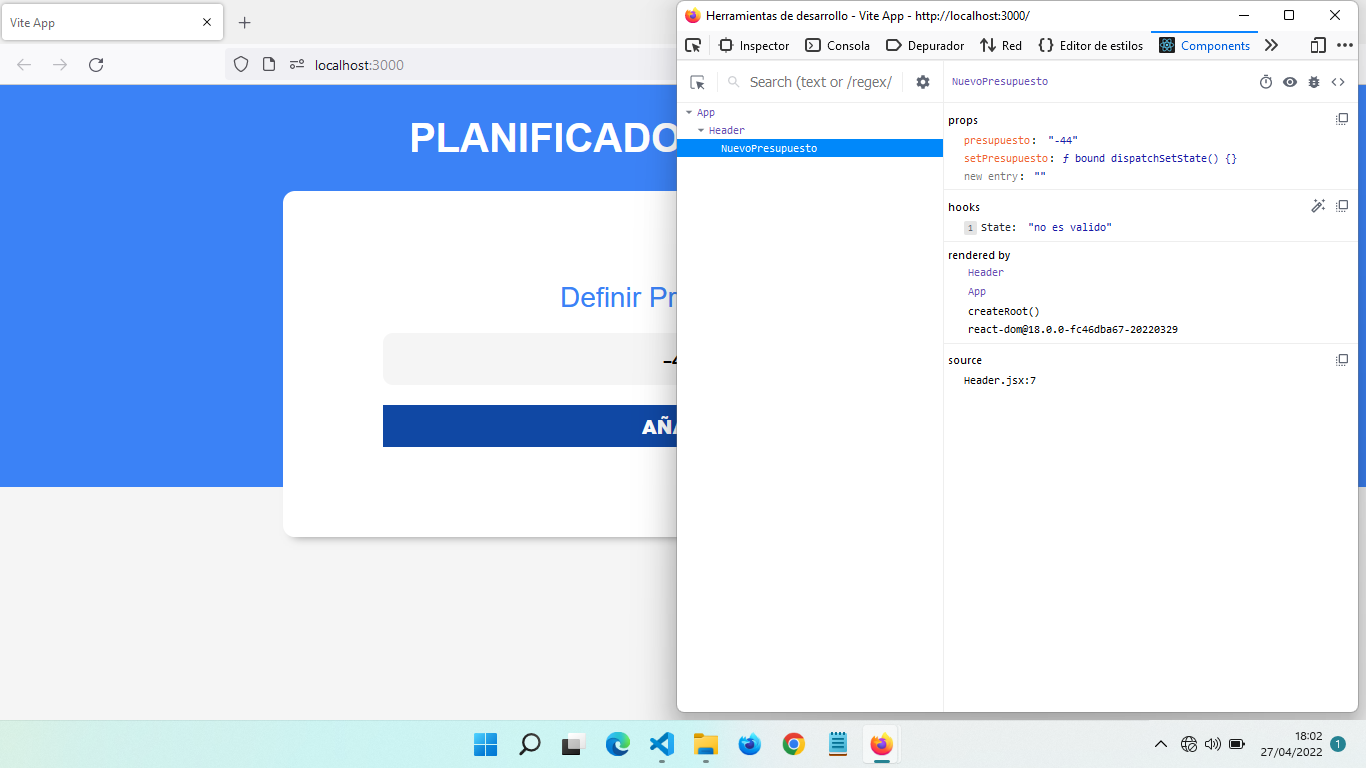 Vite App
localhost:3000
PLANIFICADO
Definir Pr
-4
AÑA
Herramientas de desarrollo - Vite App - http://localhost:3000/
Inspector
Consola
Depurador
Red
Editor de estilos
Components
Search (text or /regex/
NuevoPresupuesto
App
Header
NuevoPresupuesto
props
presupuesto: "-44"
setPresupuesto: ƒ bound dispatchSetState() {}
new entry: ""
hooks
1 State: "no es valido"
rendered by
Header
App
createRoot()
react-dom@18.0.0-fc46dba67-20220329
source
Header.jsx:7
18:02
27/04/2022
1